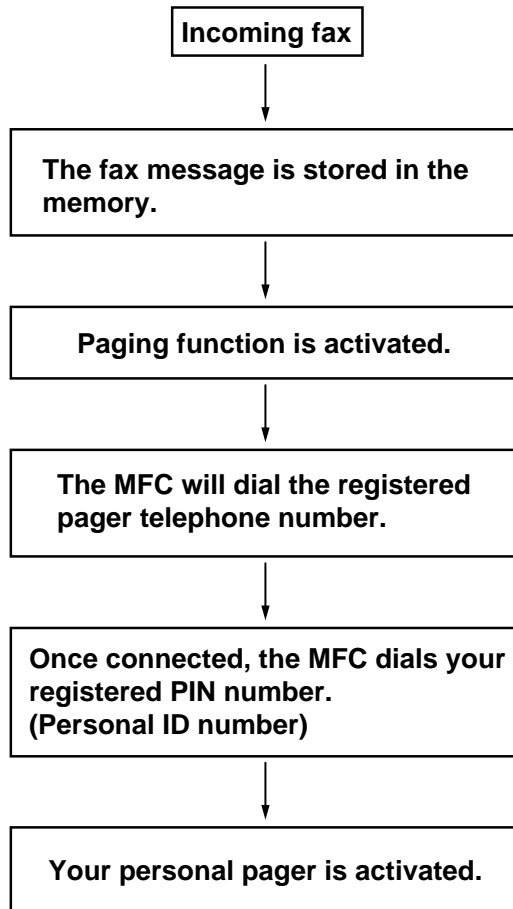 Incoming fax
The fax message is stored in the
memory.
Paging function is activated.
The MFC will dial the registered
pager telephone number.
Once connected, the MFC dials your
registered PIN number.
(Personal ID number)
Your personal pager is activated.